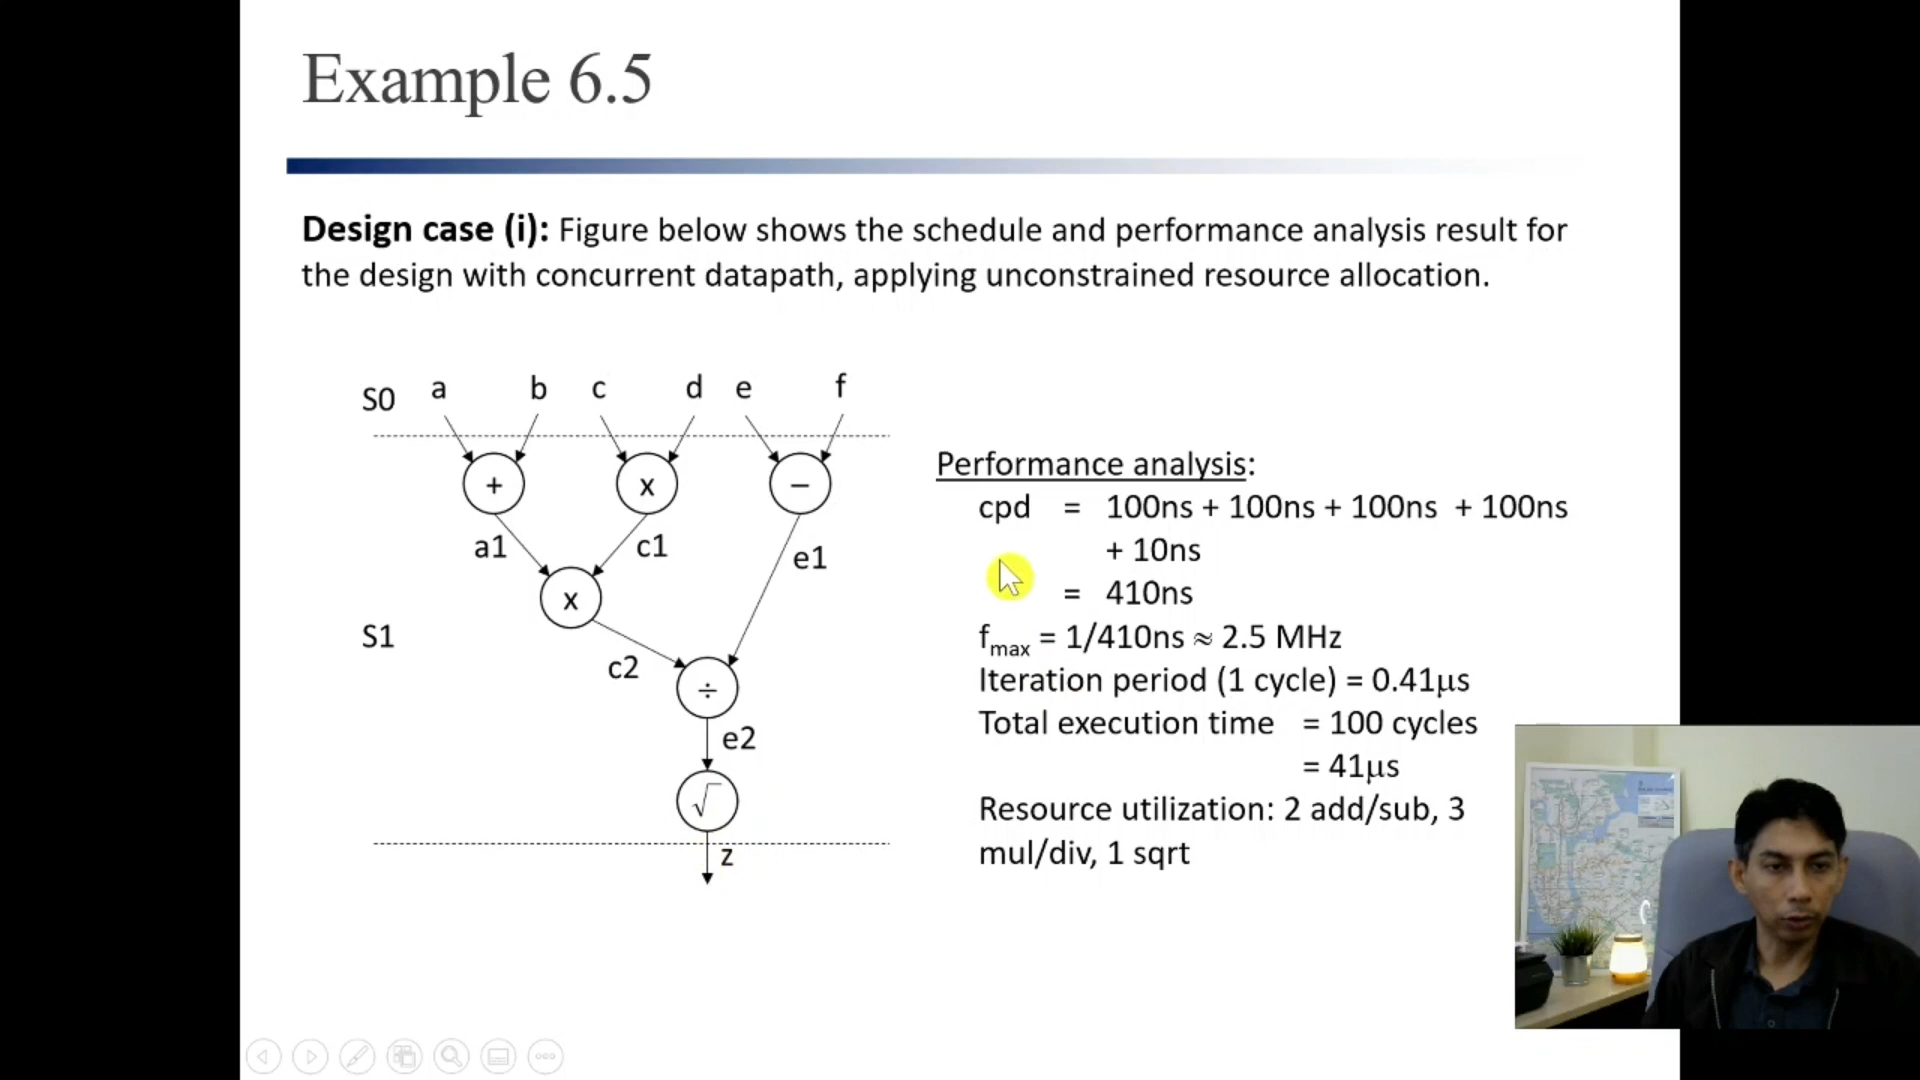 Example 6.5
Design case (i): Figure below shows the schedule and performance analysis result for
the design with concurrent datapath, applying unconstrained resource allocation.
S0 a b c d e f
+ x −
a1 c1 e1
x
S1
c2
÷
e2
√
z
Performance analysis:
cpd = 100ns + 100ns + 100ns + 100ns
+ 10ns
= 410ns
fmax = 1/410ns ≈ 2.5 MHz
Iteration period (1 cycle) = 0.41μs
Total execution time = 100 cycles
= 41μs
Resource utilization: 2 add/sub, 3
mul/div, 1 sqrt